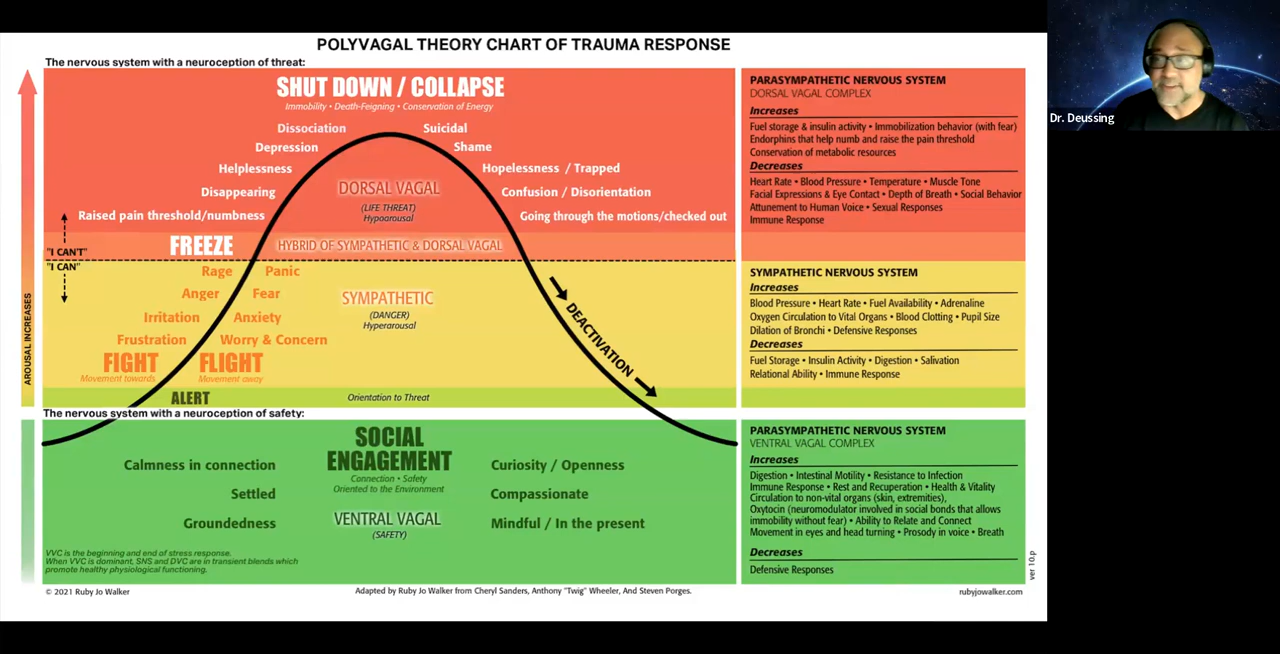 POLYVAGAL THEORY CHART OF TRAUMA RESPONSE
The nervous system with a neuroception of threat:
SHUT DOWN / COLLAPSE
Immobility • Death-Feigning • Conservation of Energy
Dissociation
Suicidal
Depression
Shame
Helplessness
Hopelessness / Trapped
Disappearing
DORSAL VAGAL
Confusion / Disorientation
(LIFE THREAT)
Hypoarousal
Raised pain threshold/numbness
Going through the motions/checked out
"I CAN'T"
FREEZE
HYBRID OF SYMPATHETIC & DORSAL VAGAL
"I CAN"
Rage
Panic
Anger
Fear
SYMPATHETIC
(DANGER)
Hyperarousal
Irritation
Anxiety
Frustration
Worry & Concern
FIGHT
Movement towards
FLIGHT
Movement away
DEACTIVATION
ALERT
Orientation to Threat
AROUSAL INCREASES
The nervous system with a neuroception of safety:
SOCIAL
ENGAGEMENT
Connection • Safety
Oriented to the Environment
Calmness in connection
Curiosity / Openness
Settled
Compassionate
Groundedness
VENTRAL VAGAL
(SAFETY)
Mindful / In the present
VVC is the beginning and end of stress response.
When VVC is dominant, SNS and DVC are in transient blends which
promote healthy physiological functioning.
PARASYMPATHETIC NERVOUS SYSTEM
DORSAL VAGAL COMPLEX
Increases
Fuel storage & insulin activity • Immobilization behavior (with fear)
Endorphins that help numb and raise the pain threshold
Conservation of metabolic resources
Decreases
Heart Rate • Blood Pressure • Temperature • Muscle Tone
Facial Expressions & Eye Contact • Depth of Breath • Social Behavior
Attunement to Human Voice • Sexual Responses
Immune Response
SYMPATHETIC NERVOUS SYSTEM
Increases
Blood Pressure • Heart Rate • Fuel Availability • Adrenaline
Oxygen Circulation to Vital Organs • Blood Clotting • Pupil Size
Dilation of Bronchi • Defensive Responses
Decreases
Fuel Storage • Insulin Activity • Digestion • Salivation
Relational Ability • Immune Response
PARASYMPATHETIC NERVOUS SYSTEM
VENTRAL VAGAL COMPLEX
Increases
Digestion • Intestinal Motility • Resistance to Infection
Immune Response • Rest and Recuperation • Health & Vitality
Circulation to non-vital organs (skin, extremities),
Oxytocin (neuromodulator involved in social bonds that allows
immobility without fear) • Ability to Relate and Connect
Movement in eyes and head turning • Prosody in voice • Breath
Decreases
Defensive Responses
ver 10.p
© 2021 Ruby Jo Walker
Adapted by Ruby Jo Walker from Cheryl Sanders, Anthony "Twig" Wheeler, And Steven Porges.
rubyjowalker.com
Dr. Deussing